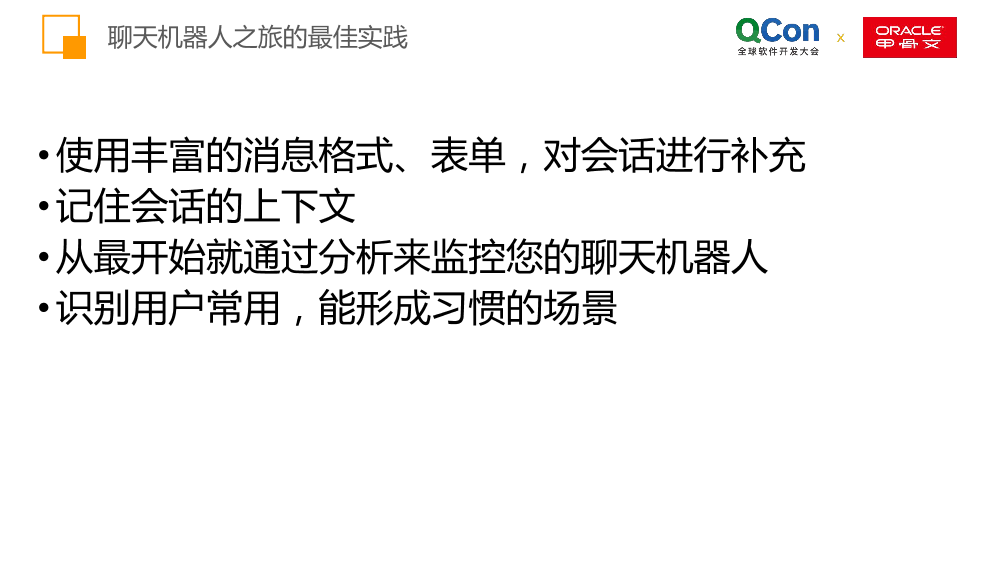 聊天机器人之旅的最佳实践
QCon
全球软件开发大会
x
ORACLE
甲骨文
•使用丰富的消息格式、表单，对会话进行补充
•记住会话的上下文
•从最开始就通过分析来监控您的聊天机器人
•识别用户常用，能形成习惯的场景